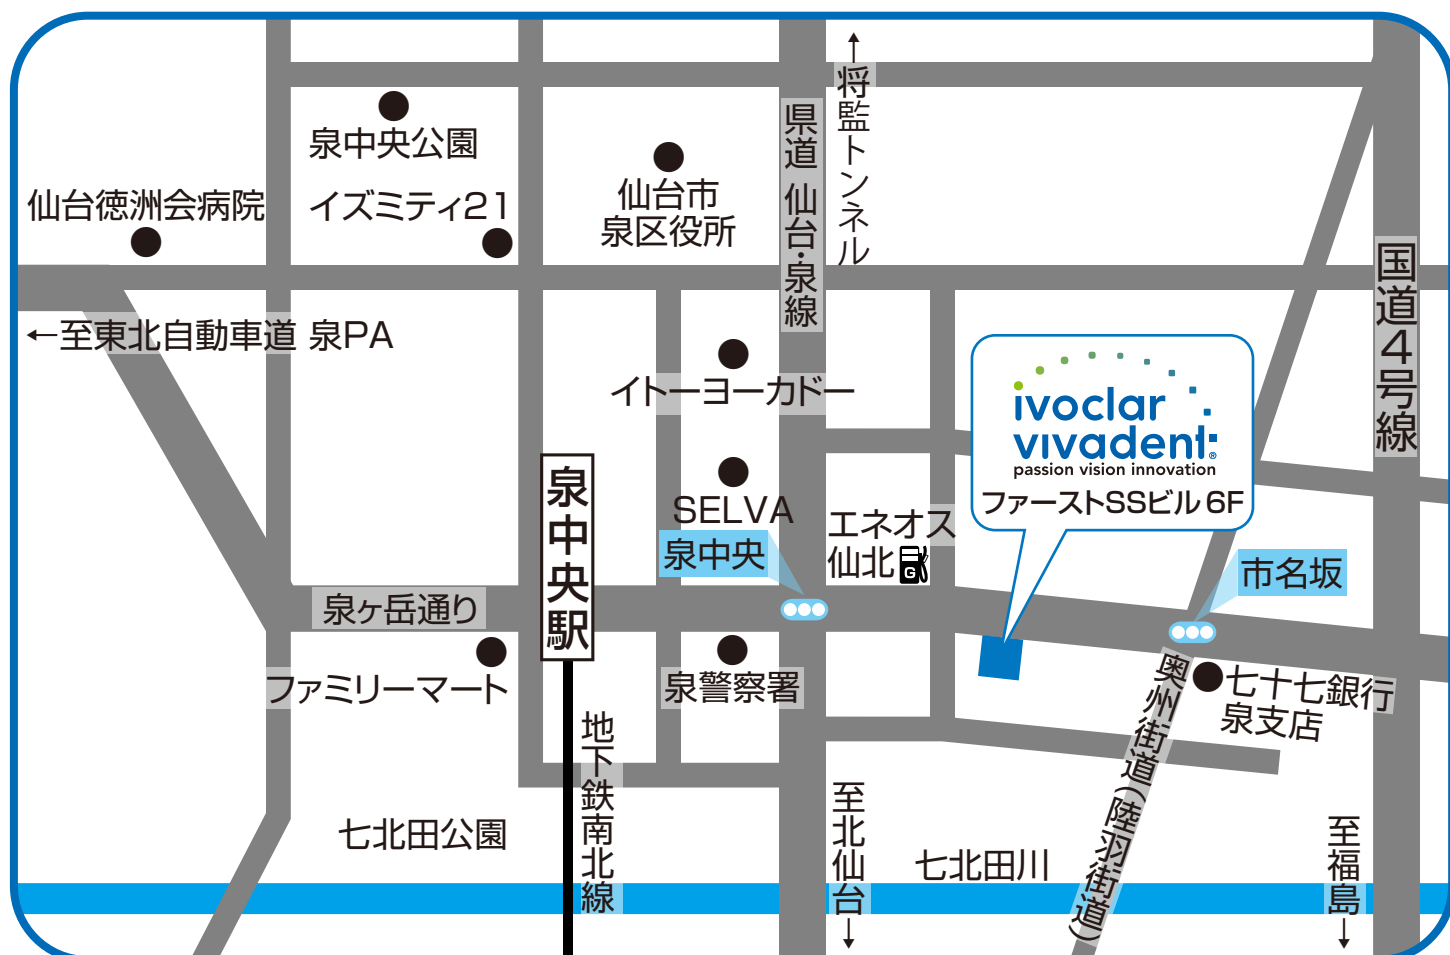 将監トンネル
県道 仙台・泉線
泉中央公園
仙台徳洲会病院
イズミティ21
仙台市
泉区役所
国道4号線
←至東北自動車道 泉PA
イトーヨーカドー
ivoclar
vivadent:®
passion vision innovation
ファーストSSビル 6F
SELVA
泉中央
エネオス
仙北
G
泉中央駅
市名坂
泉ヶ岳通り
ファミリーマート
泉警察署
七十七銀行
泉支店
奥州街道(陸羽街道)
地下鉄南北線
七北田公園
至北仙台
七北田川
至福島